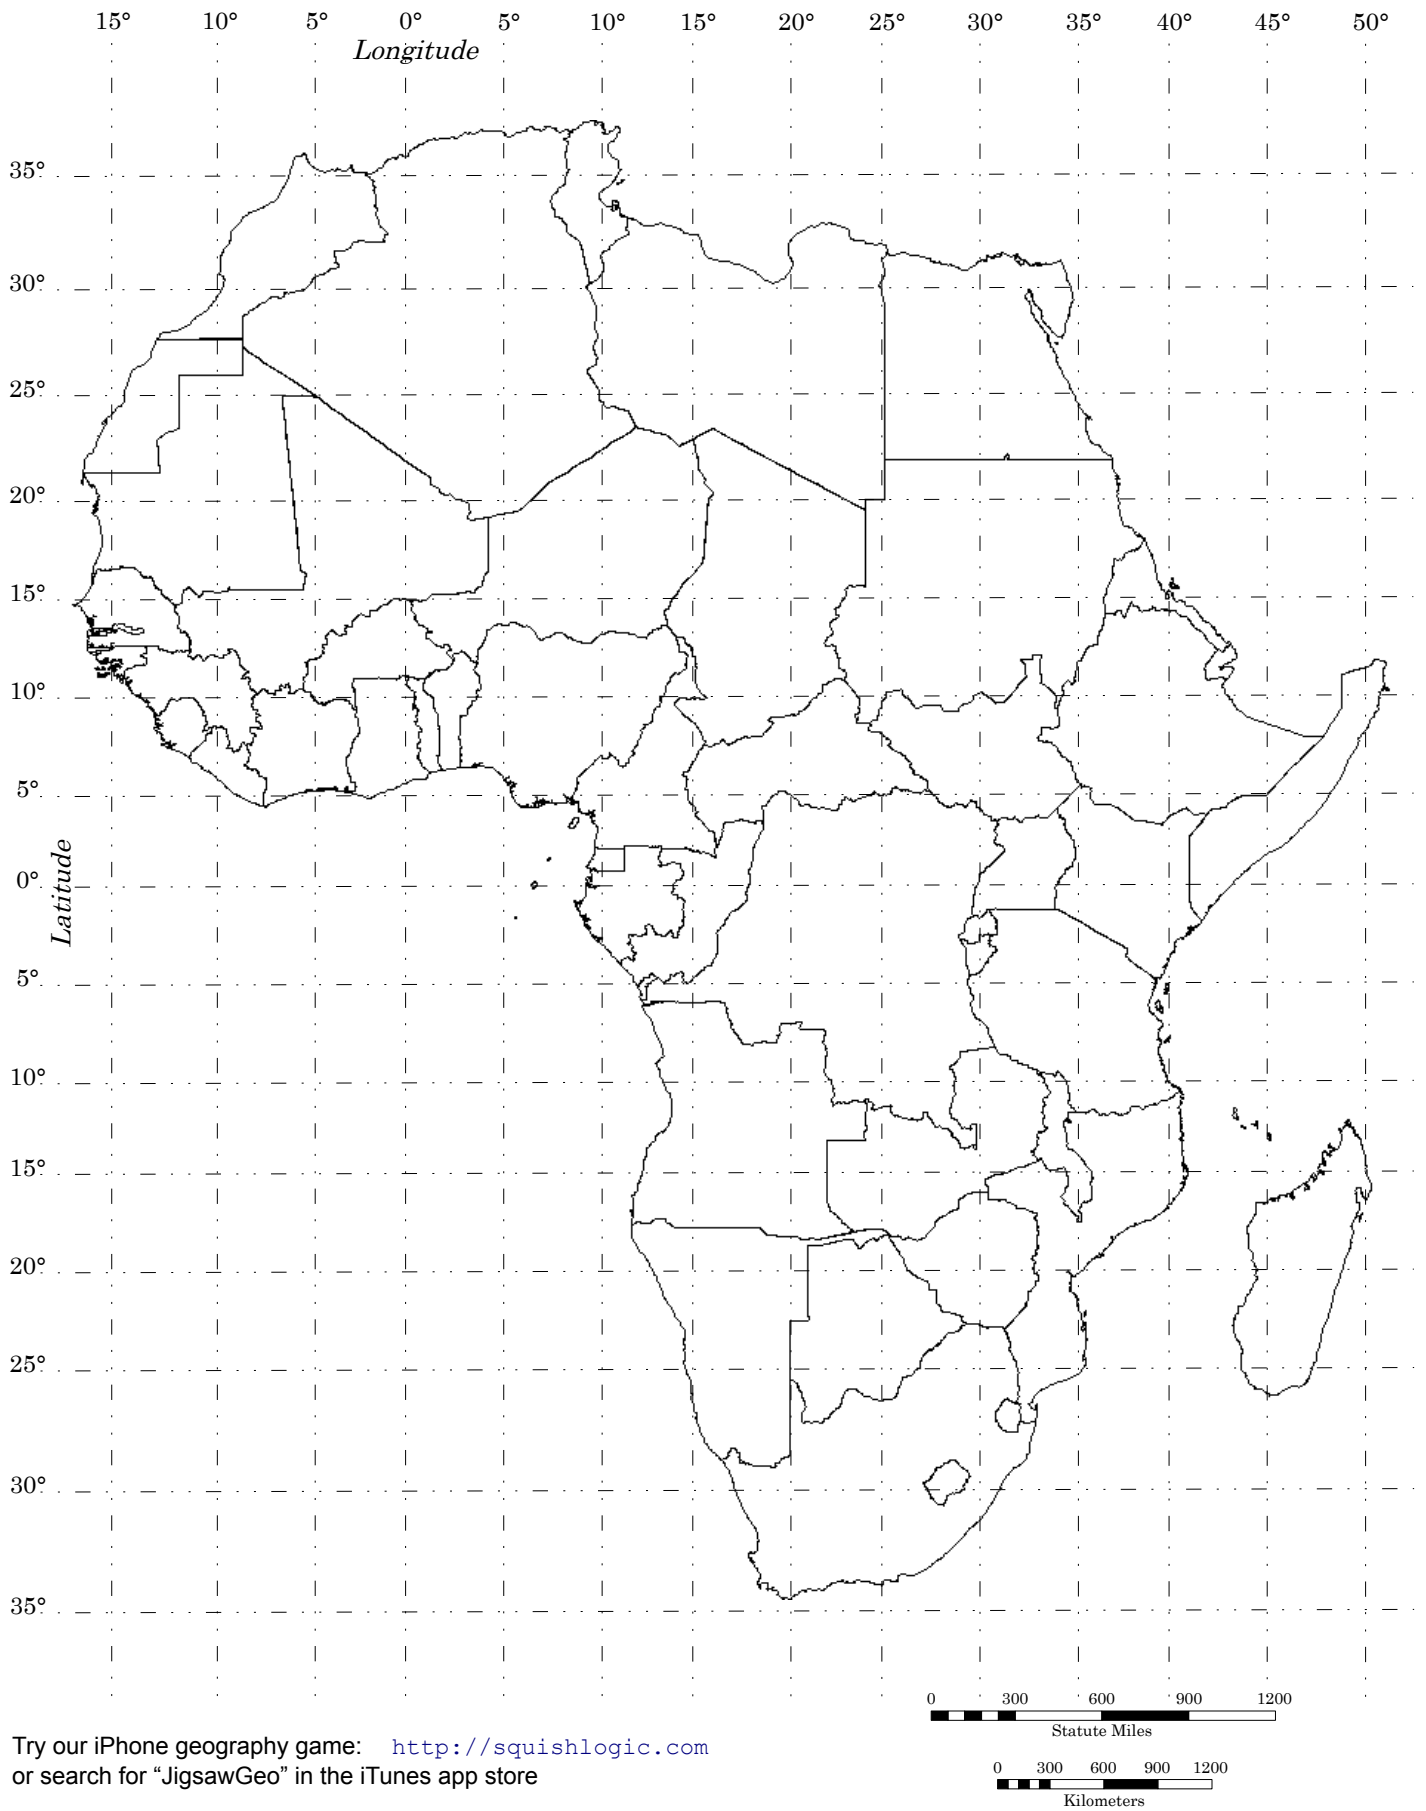 15° 10° 5° 0° 5° 10° 15° 20° 25° 30° 35° 40° 45° 50°
Longitude
35°
30°
25°
20°
15°
10°
5°
0°
Latitude
5°
10°
15°
20°
25°
30°
35°
0 300 600 900 1200
Statute Miles
Try our iPhone geography game: http://squishlogic.com
or search for “JigsawGeo” in the iTunes app store
0 300 600 900 1200
Kilometers